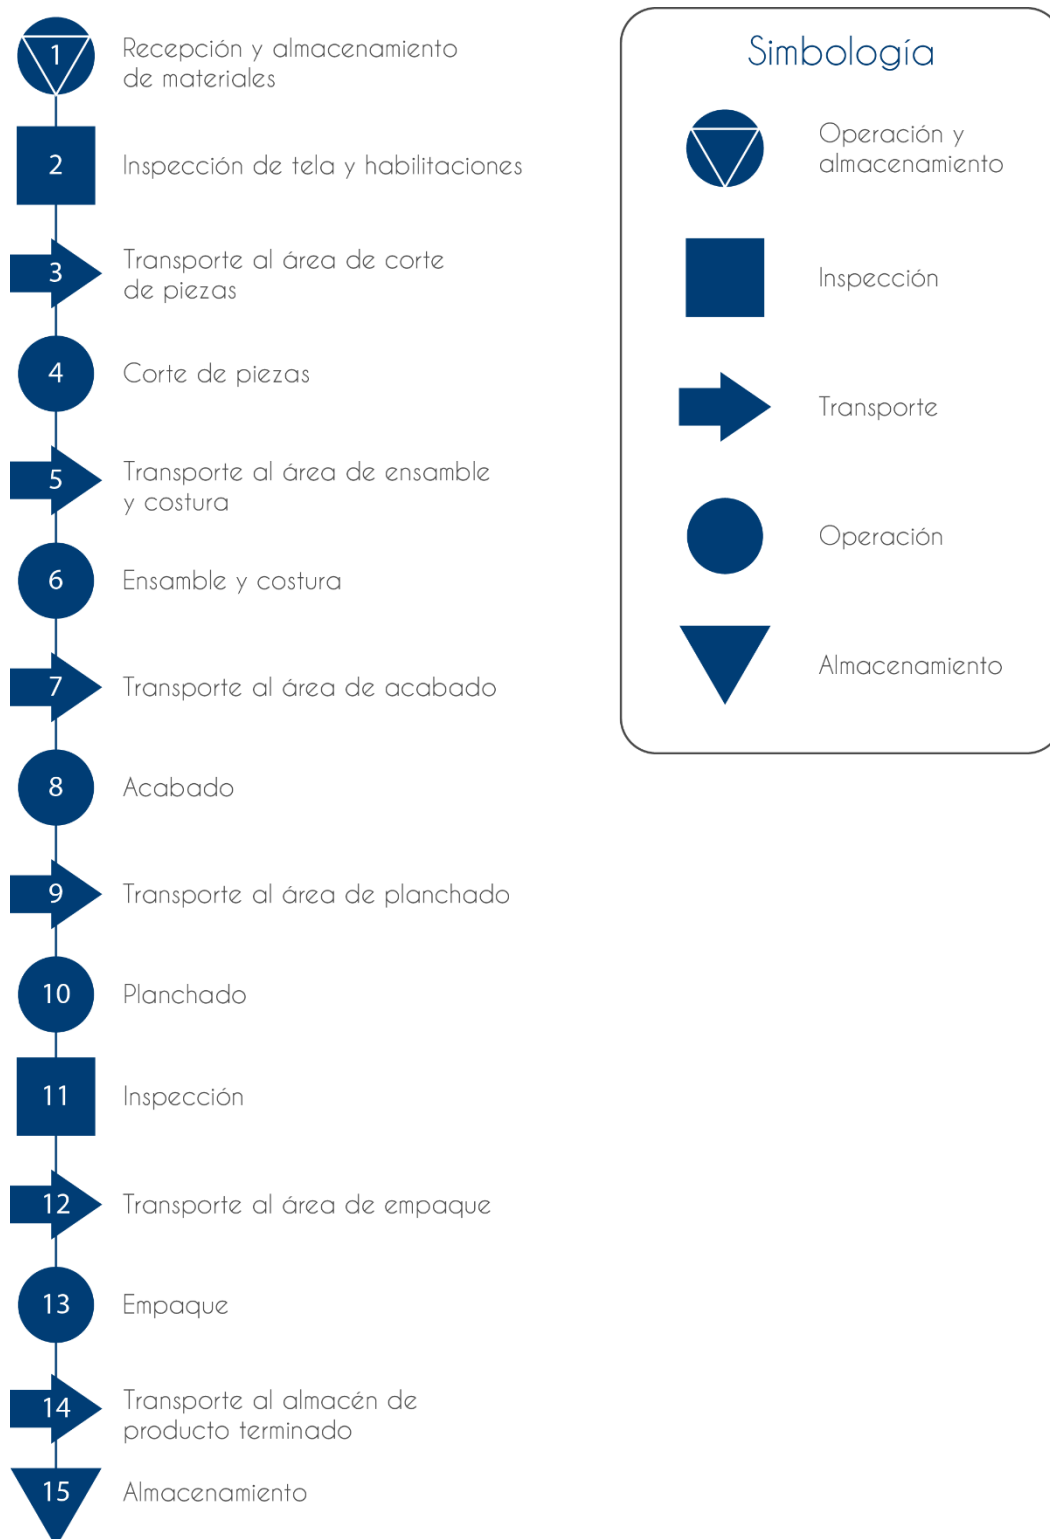 1
Recepción y almacenamiento
de materiales
2
Inspección de tela y habilitaciones
3
Transporte al área de corte
de piezas
4
Corte de piezas
5
Transporte al área de ensamble
y costura
6
Ensamble y costura
7
Transporte al área de acabado
8
Acabado
9
Transporte al área de planchado
10
Planchado
11
Inspección
12
Transporte al área de empaque
13
Empaque
14
Transporte al almacén de
producto terminado
15
Almacenamiento
Simbología
Operación y
almacenamiento
Inspección
Transporte
Operación
Almacenamiento